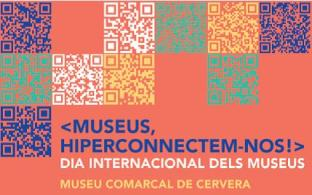 <MUSEUS,
HIPERCONNECTEM-NOS!>
DIA INTERNACIONAL DELS MUSEUS
MUSEU COMARCAL DE CERVERA